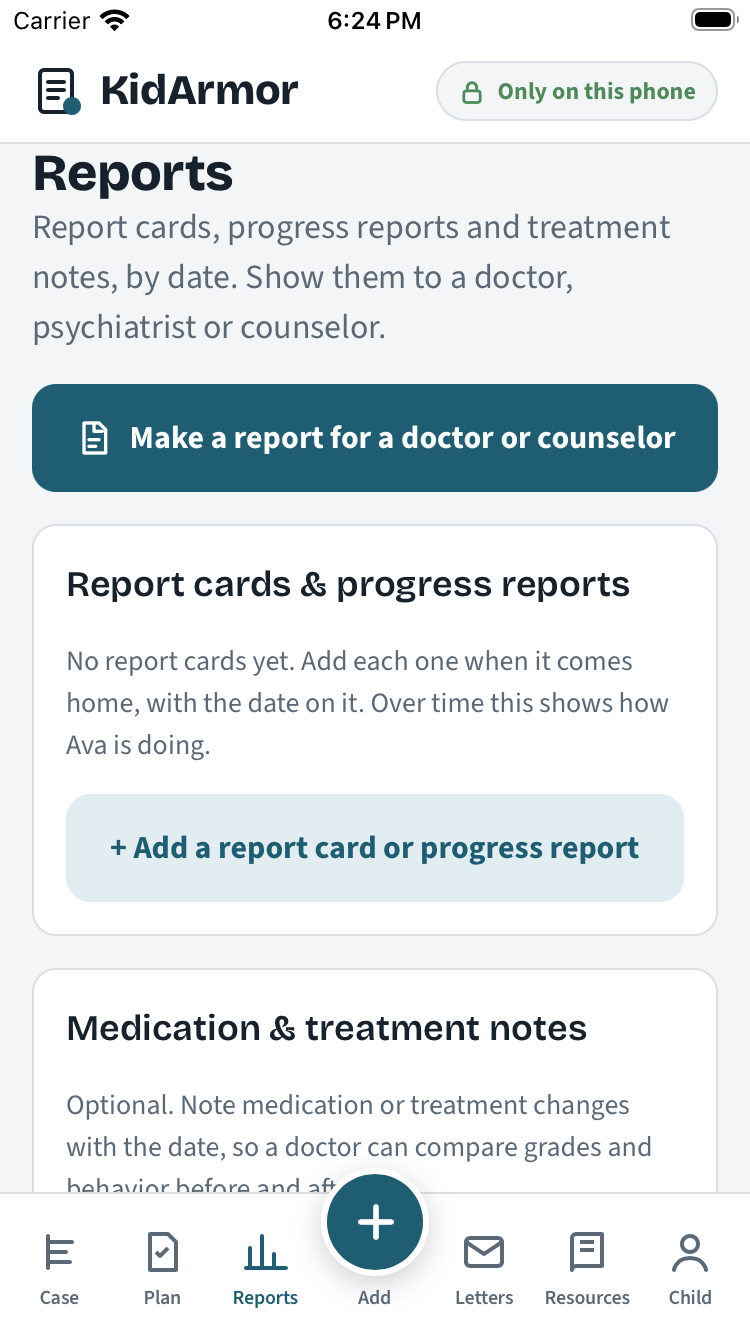 Carrier 6:24 PM
KidArmor
Only on this phone
Reports
Report cards, progress reports and treatment
notes, by date. Show them to a doctor,
psychiatrist or counselor.
Make a report for a doctor or counselor
Report cards & progress reports
No report cards yet. Add each one when it comes
home, with the date on it. Over time this shows how
Ava is doing.
+ Add a report card or progress report
Medication & treatment notes
Optional. Note medication or treatment changes
with the date, so a doctor can compare grades and
behavior before and
Case Plan Reports Add Letters Resources Child